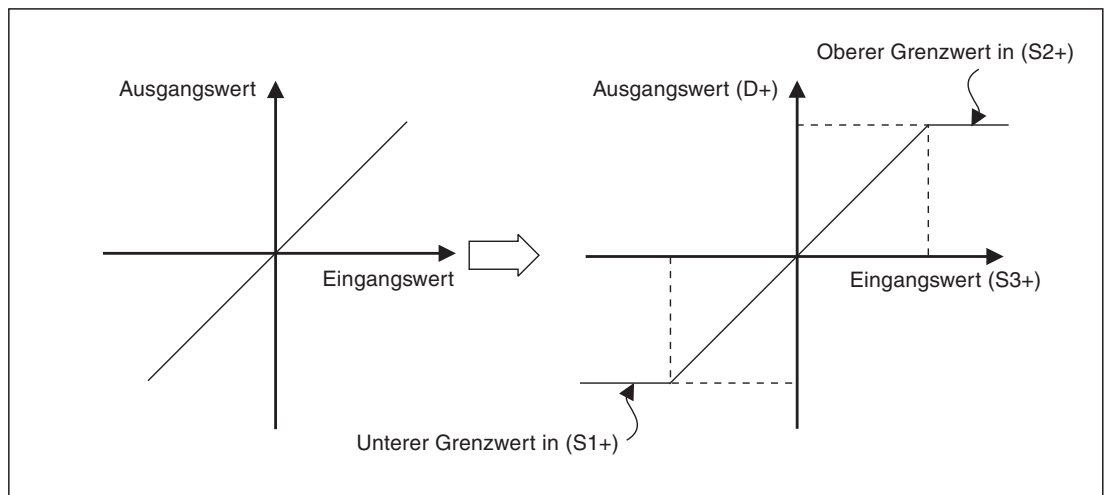 Ausgangswert
Eingangswert
Oberer Grenzwert in (S2+)
Ausgangswert (D+)
Eingangswert (S3+)
Unterer Grenzwert in (S1+)